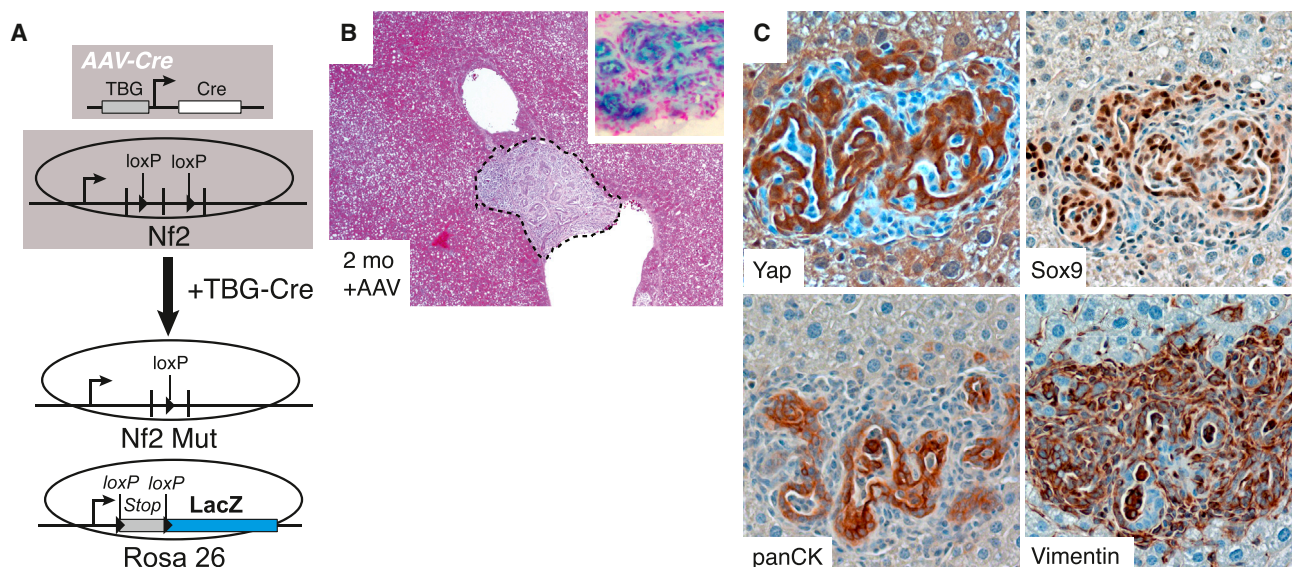 A
AAV-Cre
TBG
Cre
loxP loxP
Nf2
+TBG-Cre
loxP
Nf2 Mut
loxP loxP
Stop
LacZ
Rosa 26
B
2 mo
+AAV
C
Yap
Sox9
panCK
Vimentin